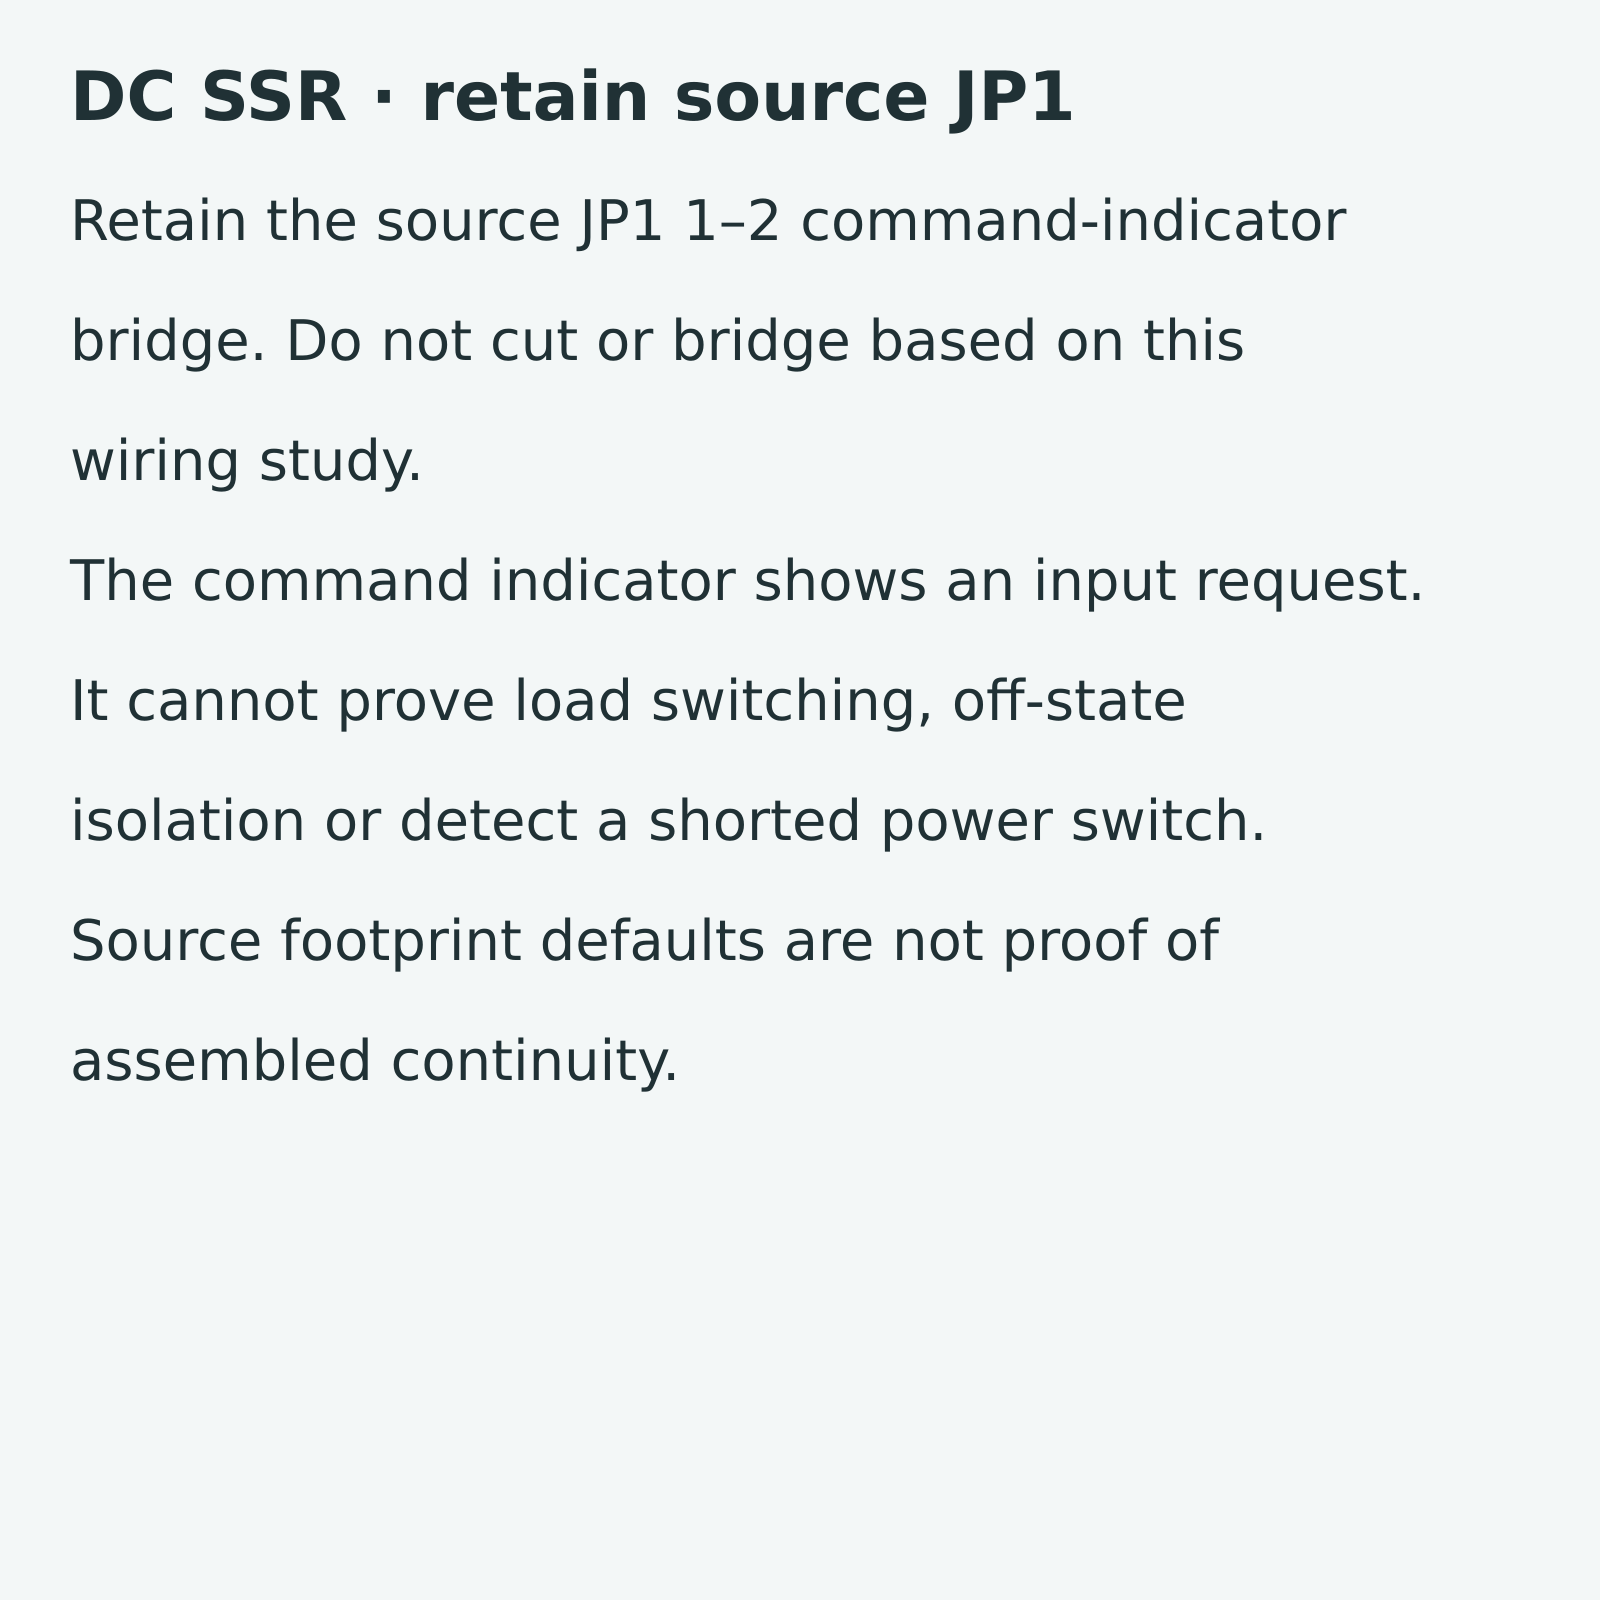 DC SSR · retain source JP1
Retain the source JP1 1–2 command-indicator
bridge. Do not cut or bridge based on this
wiring study.
The command indicator shows an input request.
It cannot prove load switching, off-state
isolation or detect a shorted power switch.
Source footprint defaults are not proof of
assembled continuity.